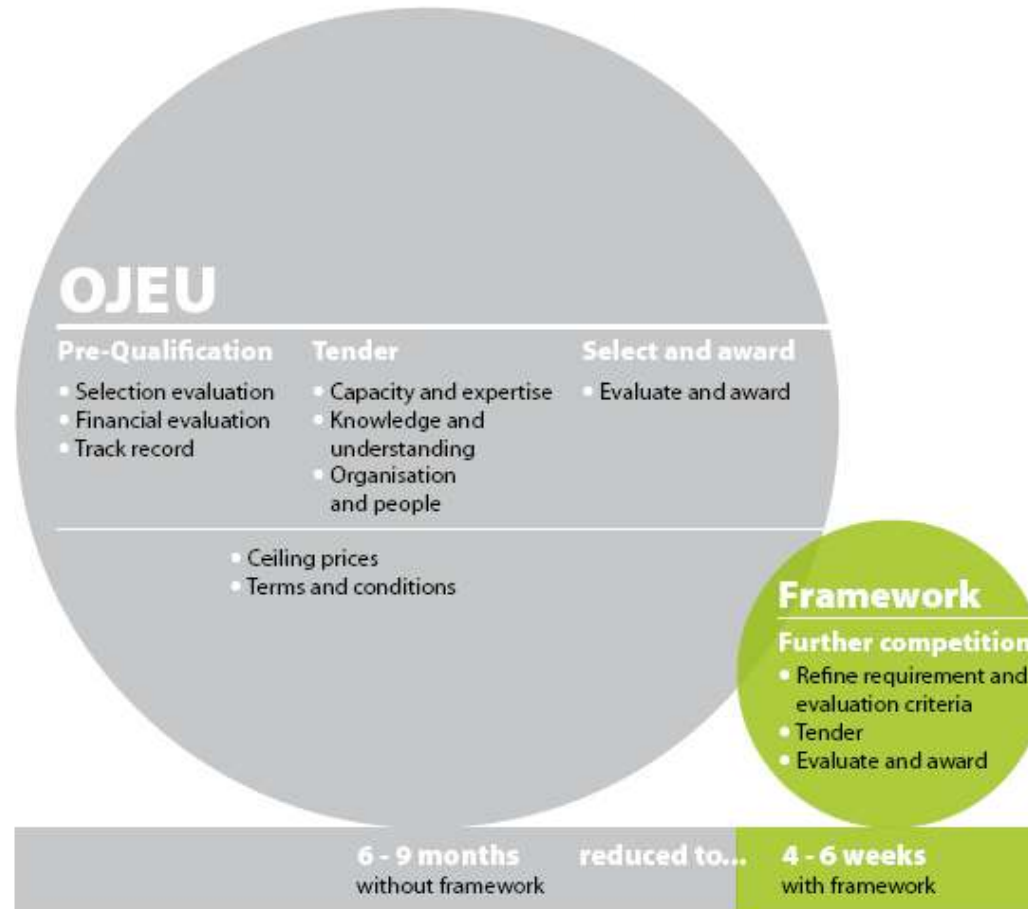 OJEU
Pre-Qualification
• Selection evaluation
• Financial evaluation
• Track record
Tender
• Capacity and expertise
• Knowledge and
understanding
• Organisation
and people
Select and award
• Evaluate and award
• Ceiling prices
• Terms and conditions
Framework
Further competition
• Refine requirement and
evaluation criteria
• Tender
• Evaluate and award
6 - 9 months
without framework
reduced to...
4 - 6 weeks
with framework